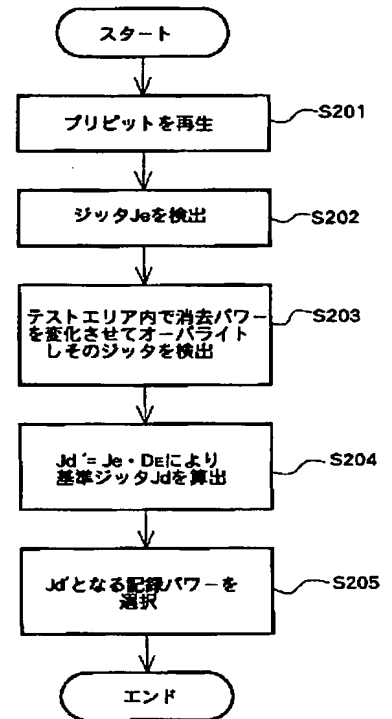 スタート
プリピットを再生
S201
ジッタJeを検出
S202
テストエリア内で消去パワー
を変化させてオーバライト
しそのジッタを検出
S203
Jd´=Je・DEにより
基準ジッタJdを算出
S204
Jd'となる記録パワーを
選択
S205
エンド